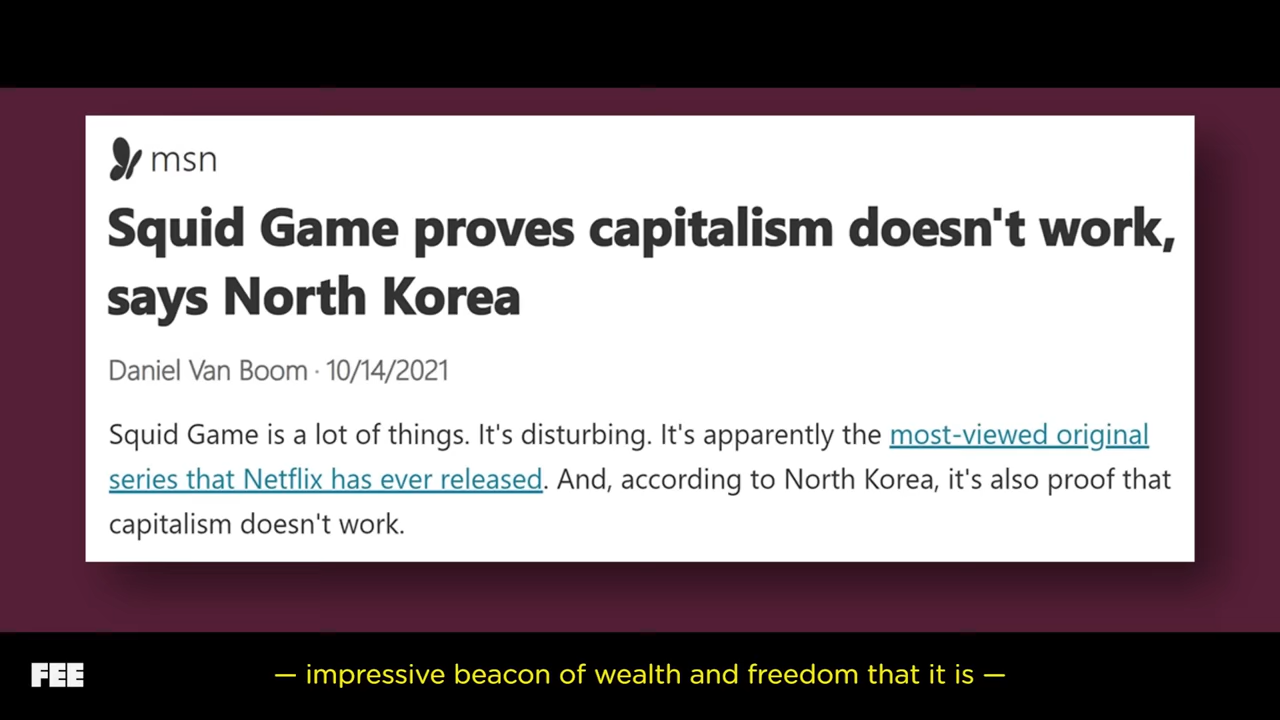 msn
Squid Game proves capitalism doesn't work,
says North Korea
Daniel Van Boom · 10/14/2021
Squid Game is a lot of things. It's disturbing. It's apparently the most-viewed original
series that Netflix has ever released. And, according to North Korea, it's also proof that
capitalism doesn't work.
FEE
— impressive beacon of wealth and freedom that it is —